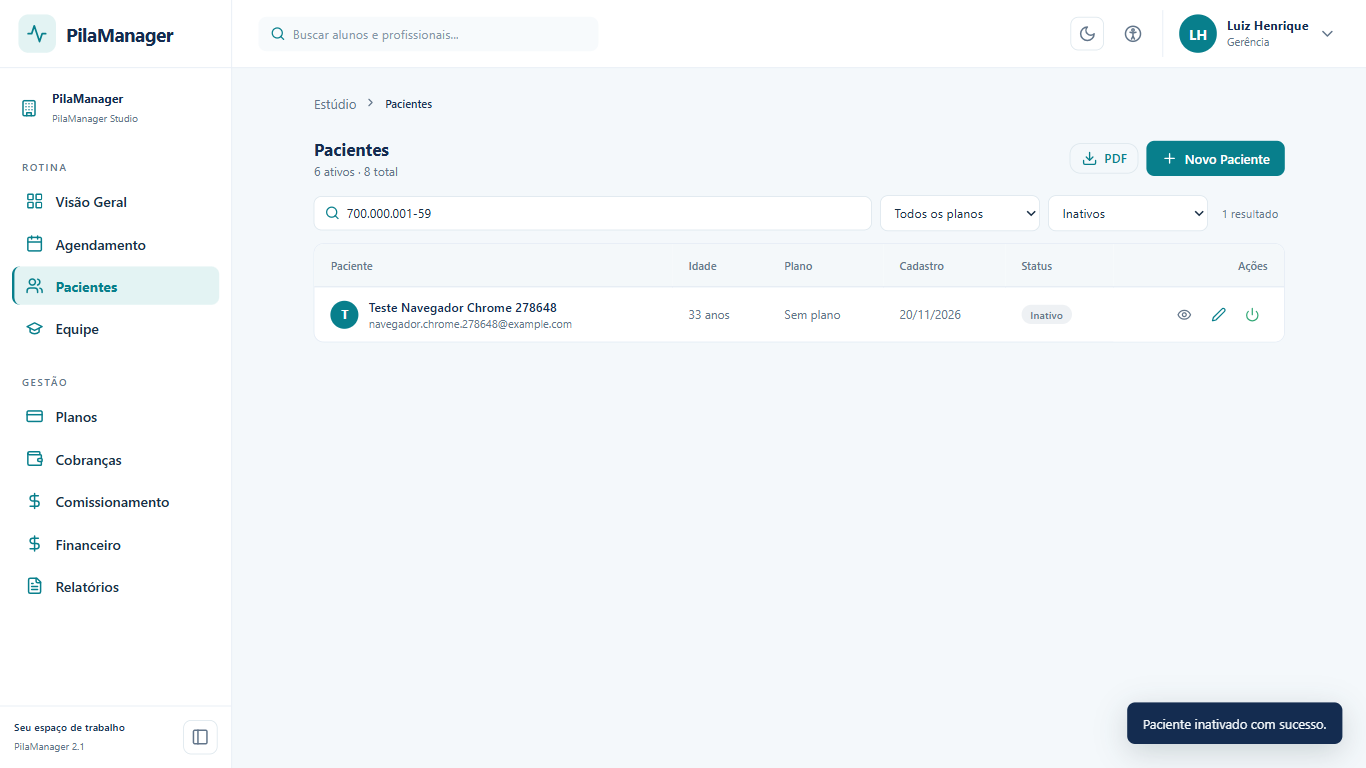 PilaManager
Buscar alunos e profissionais...
LH
Luiz Henrique
Gerência
PilaManager
PilaManager Studio
ROTINA
Visão Geral
Agendamento
Pacientes
Equipe
GESTÃO
Planos
Cobranças
Comissionamento
Financeiro
Relatórios
Seu espaço de trabalho
PilaManager 2.1
Estúdio
Pacientes
Pacientes
6 ativos · 8 total
PDF
Novo Paciente
700.000.001-59
Todos os planos
Inativos
1 resultado
Paciente Idade Plano Cadastro Status Ações
T
Teste Navegador Chrome 278648
navegador.chrome.278648@example.com
33 anos
Sem plano
20/11/2026
Inativo
Paciente inativado com sucesso.